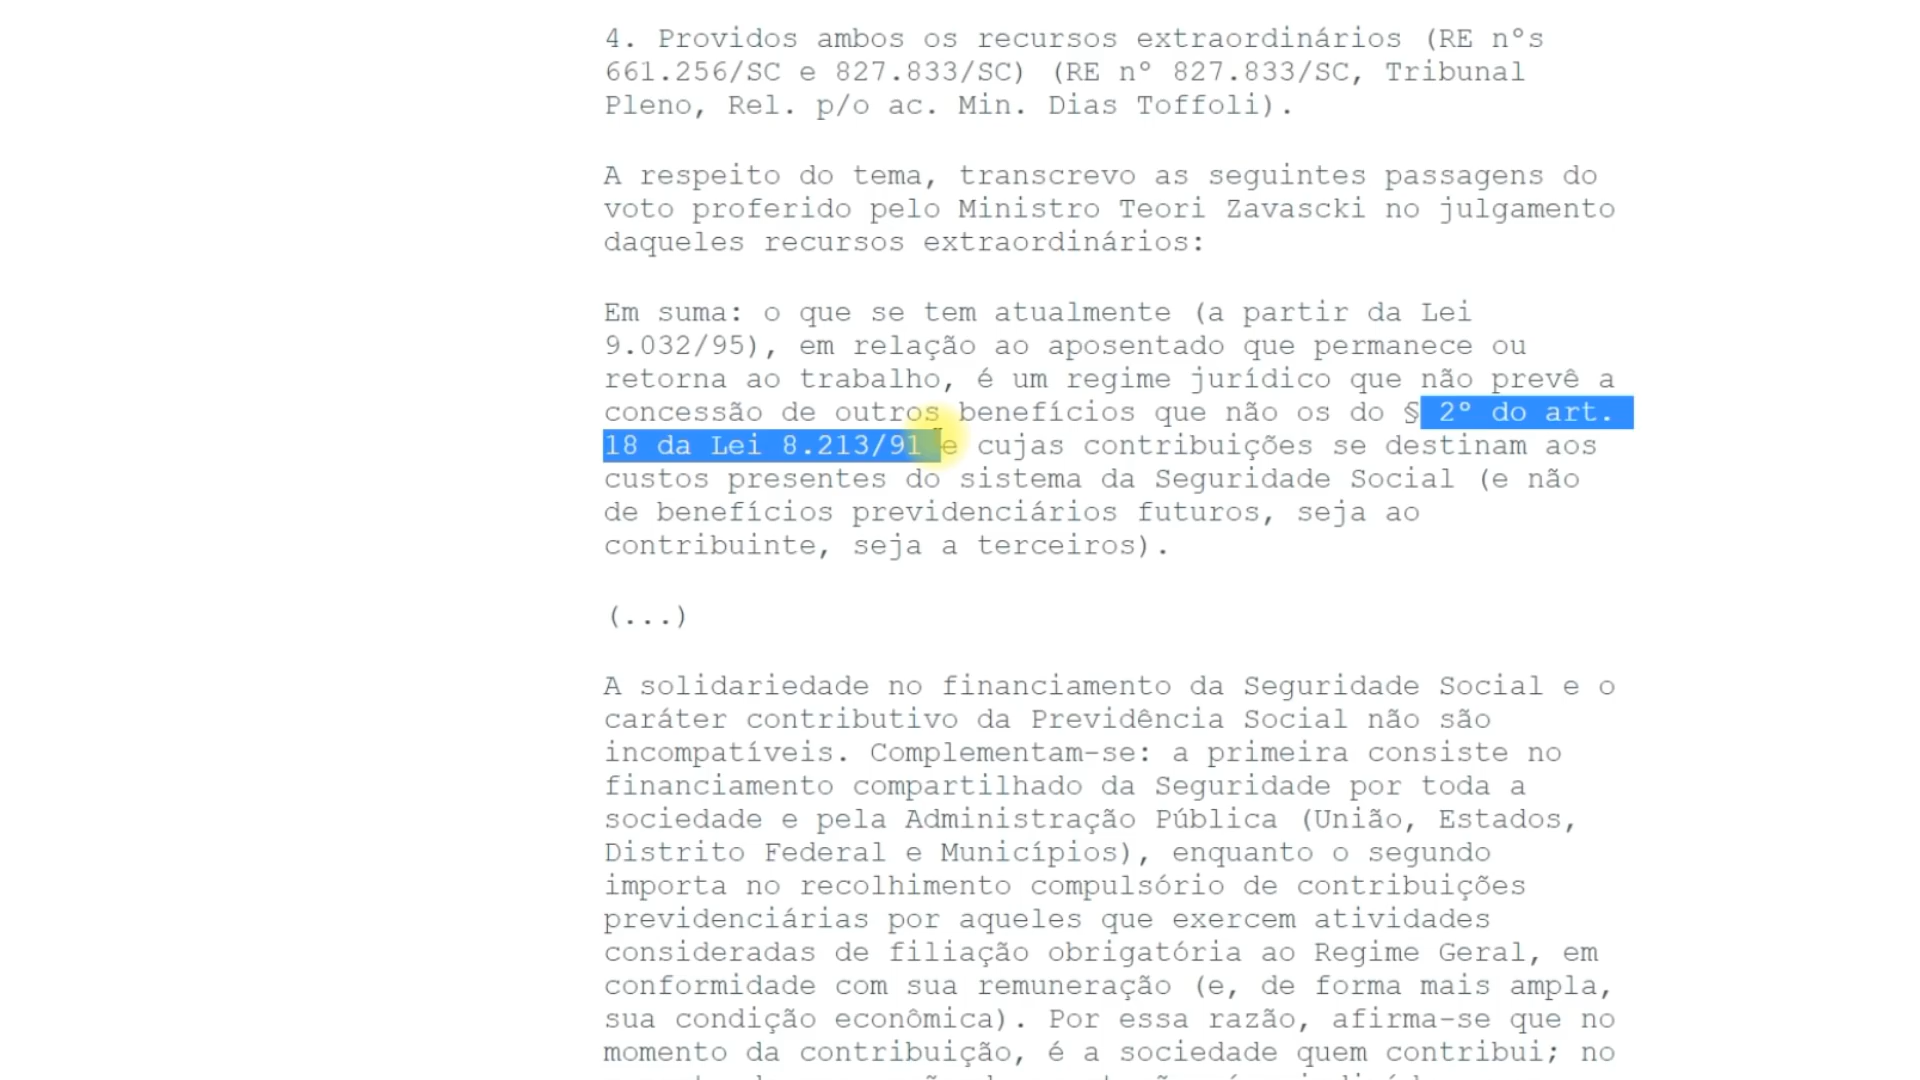 4. Providos ambos os recursos extraordinários (RE nºs
661.256/SC e 827.833/SC) (RE nº 827.833/SC, Tribunal
Pleno, Rel. p/o ac. Min. Dias Toffoli).
A respeito do tema, transcrevo as seguintes passagens do
voto proferido pelo Ministro Teori Zavascki no julgamento
daqueles recursos extraordinários:
Em suma: o que se tem atualmente (a partir da Lei
9.032/95), em relação ao aposentado que permanece ou
retorna ao trabalho, é um regime jurídico que não prevê a
concessão de outros benefícios que não os do § 2º do art.
18 da Lei 8.213/91 e cujas contribuições se destinam aos
custos presentes do sistema da Seguridade Social (e não
de benefícios previdenciários futuros, seja ao
contribuinte, seja a terceiros).
(...)
A solidariedade no financiamento da Seguridade Social e o
caráter contributivo da Previdência Social não são
incompatíveis. Complementam-se: a primeira consiste no
financiamento compartilhado da Seguridade por toda a
sociedade e pela Administração Pública (União, Estados,
Distrito Federal e Municípios), enquanto o segundo
importa no recolhimento compulsório de contribuições
previdenciárias por aqueles que exercem atividades
consideradas de filiação obrigatória ao Regime Geral, em
conformidade com sua remuneração (e, de forma mais ampla,
sua condição econômica). Por essa razão, afirma-se que no
momento da contribuição, é a sociedade quem contribui; no